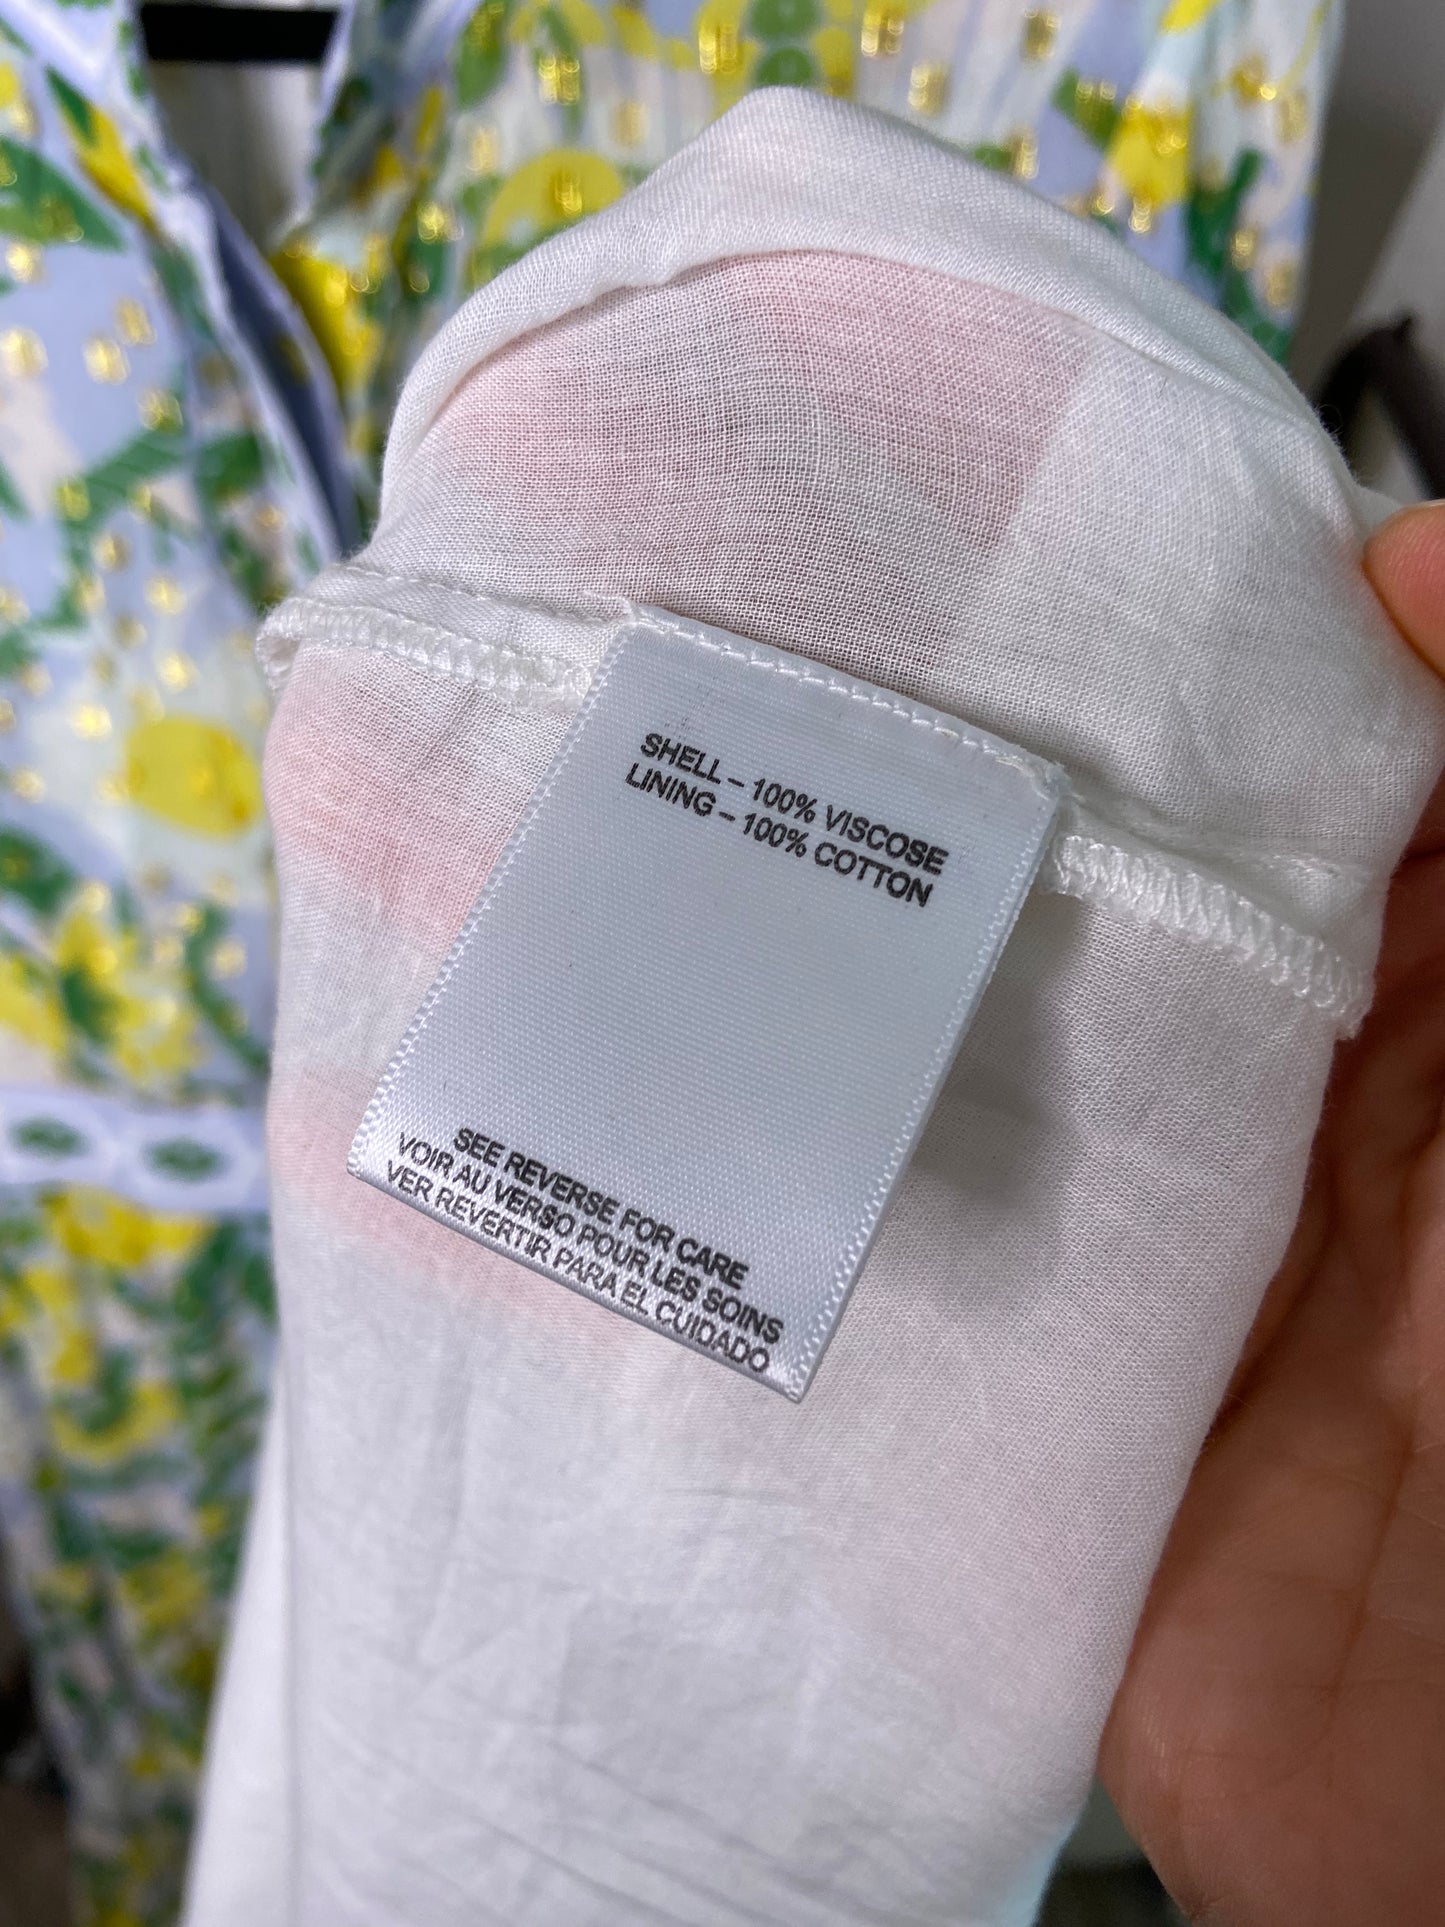 SHELL – 100% VISCOSE
LINING – 100% COTTON
SEE REVERSE FOR CARE
VOIR AU VERSO POUR LES SOINS
VER REVERTIR PARA EL CUIDADO